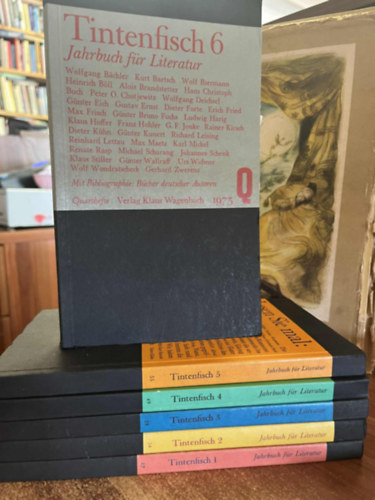 Tintenfisch 6
Jahrbuch für Literatur
Wolfgang Bächler Kurt Bartsch Wolf Biermann
Heinrich Böll Alois Brandstetter Hans Christoph
Buch Peter O. Chotjewitz Wolfgang Deichsel
Günter Eich Gustav Ernst Dieter Forte Erich Fried
Max Frisch Günter Bruno Fuchs Ludwig Harig
Klaus Hoffer Franz Hohler G.F. Jonke Rainer Kirsch
Dieter Kühn Günter Kunert Richard Leising
Reinhard Lettau Max Maetz Karl Mickel
Renate Rasp Michael Scharang Johannes Schenk
Klaus Stiller Günter Wallraff Urs Widmer
Wolf Wondratschek Gerhard Zwerenz
Mit Bibliographie: Bücher deutscher Autoren
Quarthefte Verlag Klaus Wagenbach 1973
Q
Tintenfisch 5 Jahrbuch für Literatur
Tintenfisch 4 Jahrbuch für Literatur
Tintenfisch 3 Jahrbuch für Literatur
Tintenfisch 2 Jahrbuch für Literatur
Tintenfisch 1 Jahrbuch für Literatur